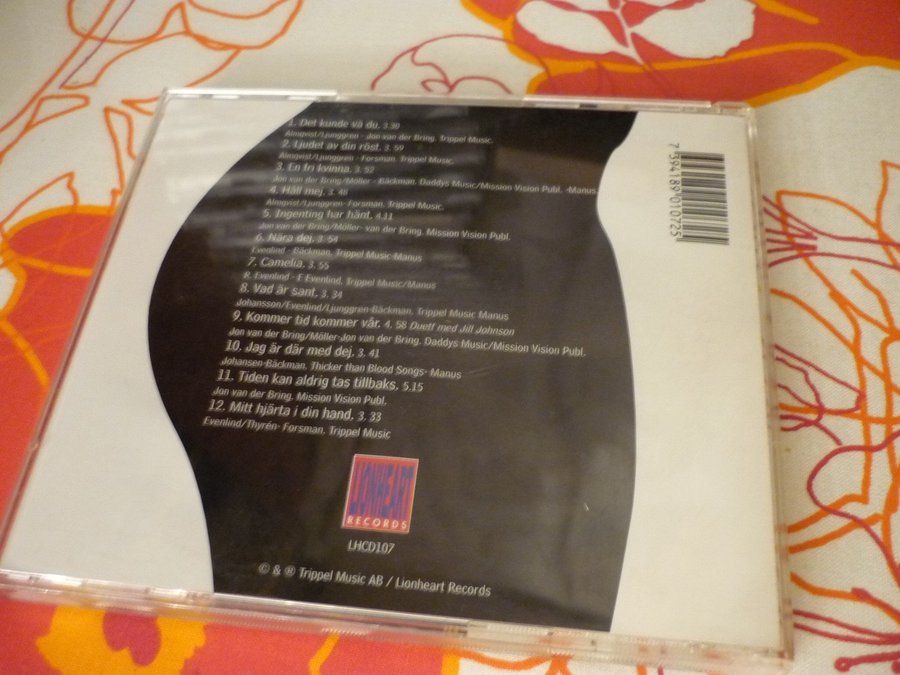 1. Det kunde va du. 3.30
Almqvist/Ljunggren - Jon van der Bring. Trippel Music.
2. Ljudet av din röst. 3. 59
Almqvist/Ljunggren - Forsman. Trippel Music.
3. En fri kvinna. 3. 52
Jon van der Bring/Möller - Bäckman. Daddys Music/Mission Vision Publ. -Manus.
4. Håll mej. 3. 48
Almqvist/Ljunggren- Forsman. Trippel Music.
5. Ingenting har hänt. 4.11
Jon van der Bring/Möller- van der Bring. Mission Vision Publ.
6. Nära dej. 3. 54
Evenlind - Bäckman. Trippel Music-Manus
7. Camelia. 3. 55
R. Evenlind - F. Evenlind. Trippel Music/Manus
8. Vad är sant. 3. 34
Johansson/Evenlind/Ljunggren-Bäckman. Trippel Music Manus
9. Kommer tid kommer vår. 4. 58 Duett med Jill Johnson
Jon van der Bring/Möller-Jon van der Bring. Daddys Music/Mission Vision Publ.
10. Jag är där med dej. 3. 41
Johansen-Bäckman. Thicker than Blood Songs- Manus
11. Tiden kan aldrig tas tillbaks. 5.15
Jon van der Bring. Mission Vision Publ.
12. Mitt hjärta i din hand. 3. 33
Evenlind/Thyrén- Forsman. Trippel Music
LIONHEART
RECORDS
LHCD107
© & ® Trippel Music AB / Lionheart Records
7 394189 010725